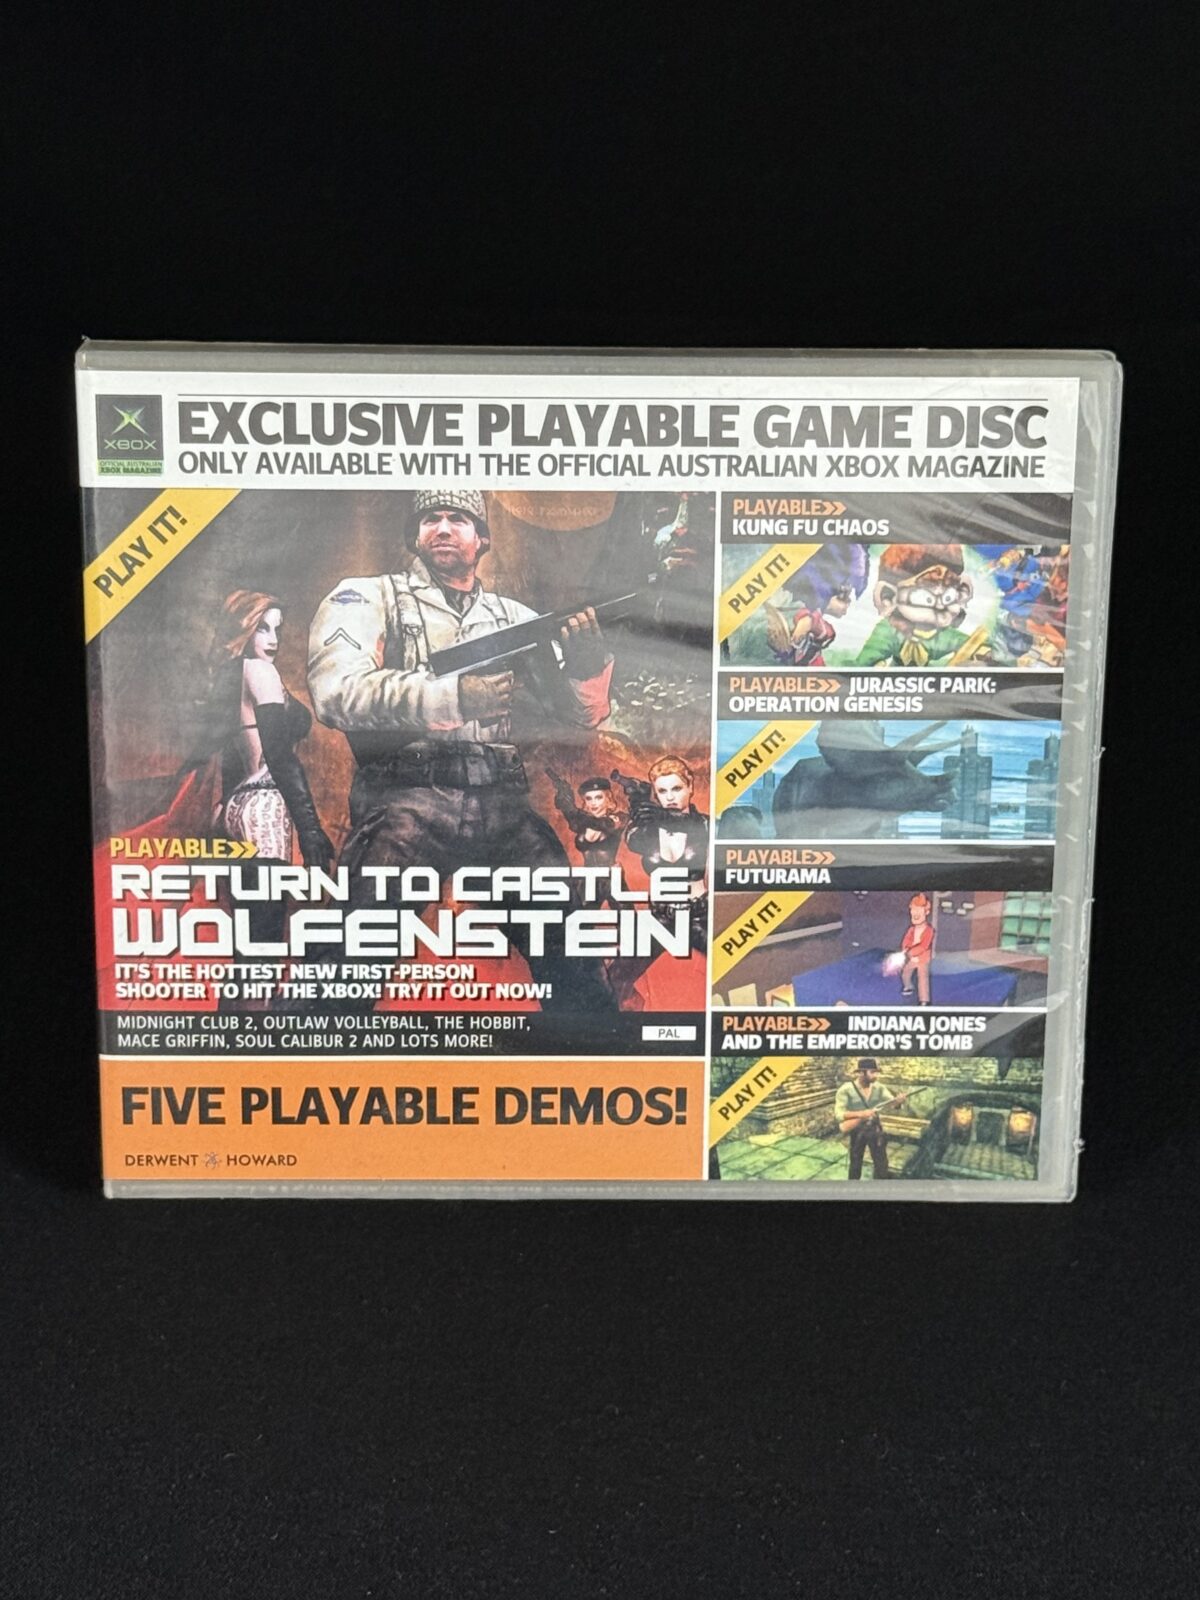 XBOX
OFFICIAL AUSTRALIAN
XBOX MAGAZINE
EXCLUSIVE PLAYABLE GAME DISC
ONLY AVAILABLE WITH THE OFFICIAL AUSTRALIAN XBOX MAGAZINE
PLAY IT!
PLAYABLE»
RETURN TO CASTLE
WOLFENSTEIN
IT'S THE HOTTEST NEW FIRST-PERSON
SHOOTER TO HIT THE XBOX! TRY IT OUT NOW!
MIDNIGHT CLUB 2, OUTLAW VOLLEYBALL, THE HOBBIT,
MACE GRIFFIN, SOUL CALIBUR 2 AND LOTS MORE!
PAL
FIVE PLAYABLE DEMOS!
DERWENT HOWARD
PLAYABLE»
KUNG FU CHAOS
PLAY IT!
PLAYABLE» JURASSIC PARK:
OPERATION GENESIS
PLAY IT!
PLAYABLE»
FUTURAMA
PLAY IT!
PLAYABLE» INDIANA JONES
AND THE EMPEROR'S TOMB
PLAY IT!